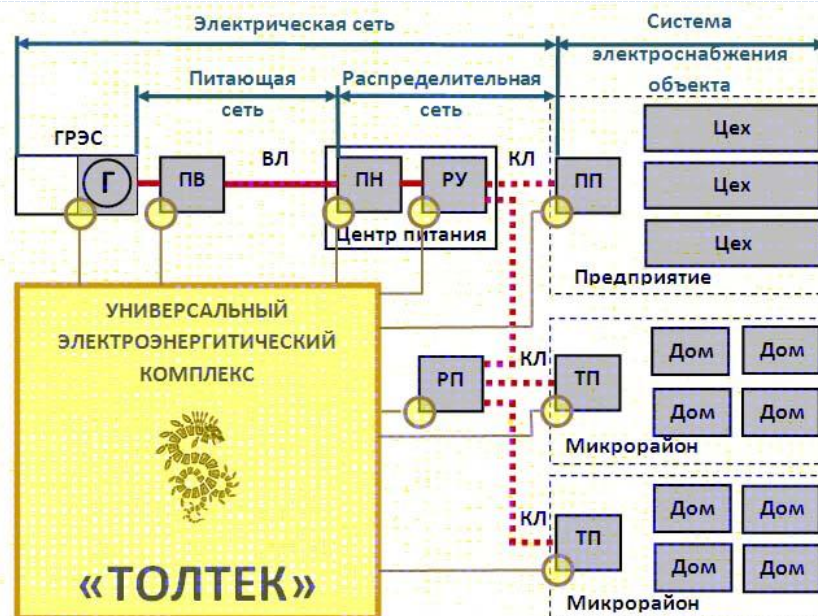 Электрическая сеть
Система
электроснабжения
объекта
Питающая
сеть
Распределительная
сеть
ГРЭС
Г
ПВ
ВЛ
ПН
РУ
КЛ
ПП
Центр питания
Цех
Цех
Цех
Предприятие
УНИВЕРСАЛЬНЫЙ
ЭЛЕКТРОЭНЕРГИТИЧЕСКИЙ
КОМПЛЕКС
«ТОЛТЕК»
РП
КЛ
ТП
Дом
Дом
Дом
Дом
Микрорайон
КЛ
ТП
Дом
Дом
Дом
Дом
Микрорайон